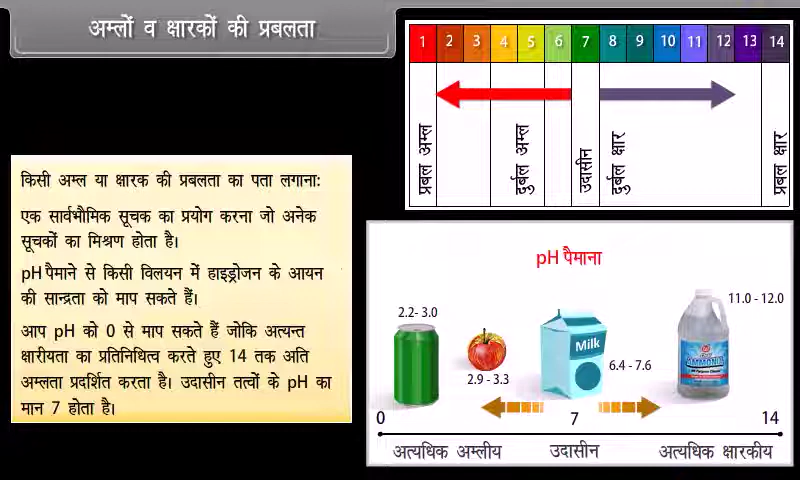 अम्लों व क्षारकों की प्रबलता
1 2 3 4 5 6 7 8 9 10 11 12 13 14
प्रबल अम्ल
दुर्बल अम्ल
उदासीन
दुर्बल क्षार
प्रबल क्षार
किसी अम्ल या क्षारक की प्रबलता का पता लगानाः
एक सार्वभौमिक सूचक का प्रयोग करना जो अनेक
सूचकों का मिश्रण होता है।
pH पैमाने से किसी विलयन में हाइड्रोजन के आयन
की सान्द्रता को माप सकते हैं।
आप pH को 0 से माप सकते हैं जोकि अत्यन्त
क्षारीयता का प्रतिनिधित्व करते हुए 14 तक अति
अम्लता प्रदर्शित करता है। उदासीन तत्वों के pH का
मान 7 होता है।
pH पैमाना
2.2- 3.0
2.9 - 3.3
Milk
6.4 - 7.6
11.0 - 12.0
AMMONIA
0 7 14
अत्यधिक अम्लीय उदासीन अत्यधिक क्षारकीय